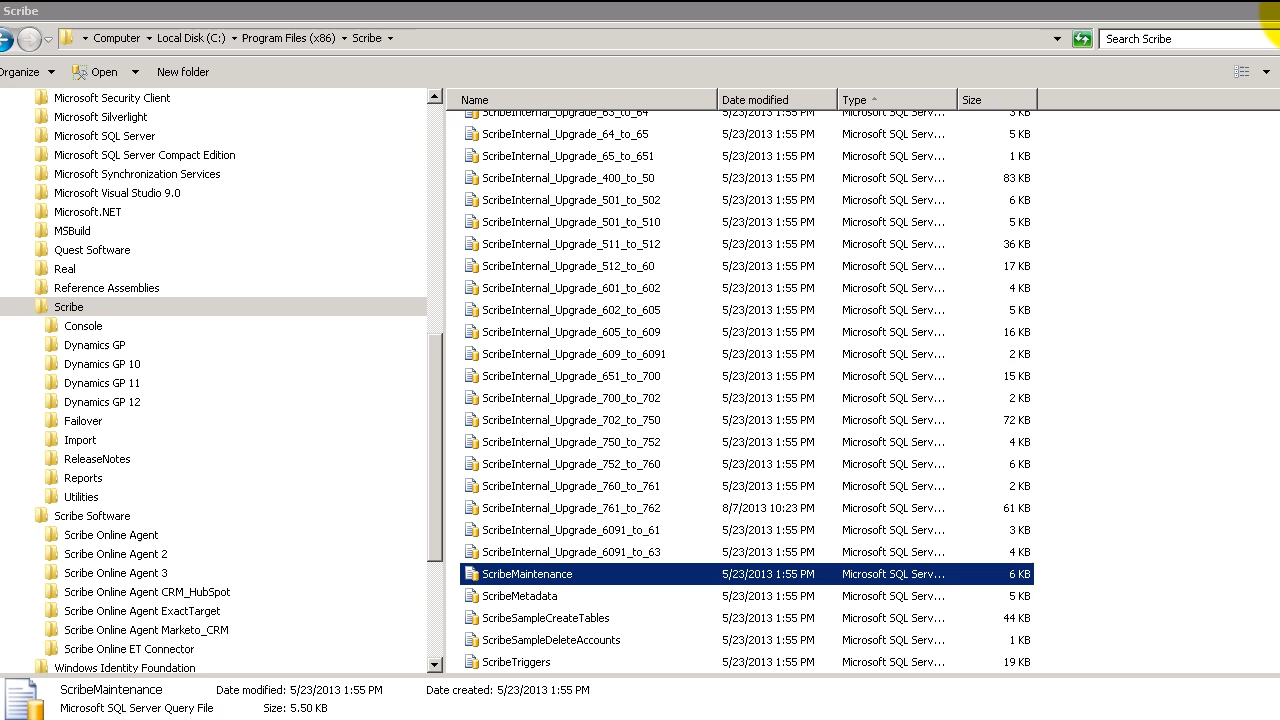 Scribe
Computer Local Disk (C:) Program Files (x86) Scribe Search Scribe
Organize Open New folder
Name Date modified Type Size
Microsoft Security Client
Microsoft Silverlight
Microsoft SQL Server
Microsoft SQL Server Compact Edition
Microsoft Synchronization Services
Microsoft Visual Studio 9.0
Microsoft.NET
MSBuild
Quest Software
Real
Reference Assemblies
Scribe
Console
Dynamics GP
Dynamics GP 10
Dynamics GP 11
Dynamics GP 12
Failover
Import
ReleaseNotes
Reports
Utilities
Scribe Software
Scribe Online Agent
Scribe Online Agent 2
Scribe Online Agent 3
Scribe Online Agent CRM_HubSpot
Scribe Online Agent ExactTarget
Scribe Online Agent Marketo_CRM
Scribe Online ET Connector
Windows Identity Foundation
ScribeInternal_Upgrade_63_to_64 5/23/2013 1:55 PM Microsoft SQL Serv... 3 KB
ScribeInternal_Upgrade_64_to_65 5/23/2013 1:55 PM Microsoft SQL Serv... 5 KB
ScribeInternal_Upgrade_65_to_651 5/23/2013 1:55 PM Microsoft SQL Serv... 1 KB
ScribeInternal_Upgrade_400_to_50 5/23/2013 1:55 PM Microsoft SQL Serv... 83 KB
ScribeInternal_Upgrade_501_to_502 5/23/2013 1:55 PM Microsoft SQL Serv... 6 KB
ScribeInternal_Upgrade_501_to_510 5/23/2013 1:55 PM Microsoft SQL Serv... 5 KB
ScribeInternal_Upgrade_511_to_512 5/23/2013 1:55 PM Microsoft SQL Serv... 36 KB
ScribeInternal_Upgrade_512_to_60 5/23/2013 1:55 PM Microsoft SQL Serv... 17 KB
ScribeInternal_Upgrade_601_to_602 5/23/2013 1:55 PM Microsoft SQL Serv... 4 KB
ScribeInternal_Upgrade_602_to_605 5/23/2013 1:55 PM Microsoft SQL Serv... 5 KB
ScribeInternal_Upgrade_605_to_609 5/23/2013 1:55 PM Microsoft SQL Serv... 16 KB
ScribeInternal_Upgrade_609_to_6091 5/23/2013 1:55 PM Microsoft SQL Serv... 2 KB
ScribeInternal_Upgrade_651_to_700 5/23/2013 1:55 PM Microsoft SQL Serv... 15 KB
ScribeInternal_Upgrade_700_to_702 5/23/2013 1:55 PM Microsoft SQL Serv... 2 KB
ScribeInternal_Upgrade_702_to_750 5/23/2013 1:55 PM Microsoft SQL Serv... 72 KB
ScribeInternal_Upgrade_750_to_752 5/23/2013 1:55 PM Microsoft SQL Serv... 4 KB
ScribeInternal_Upgrade_752_to_760 5/23/2013 1:55 PM Microsoft SQL Serv... 6 KB
ScribeInternal_Upgrade_760_to_761 5/23/2013 1:55 PM Microsoft SQL Serv... 2 KB
ScribeInternal_Upgrade_761_to_762 8/7/2013 10:23 PM Microsoft SQL Serv... 61 KB
ScribeInternal_Upgrade_6091_to_61 5/23/2013 1:55 PM Microsoft SQL Serv... 3 KB
ScribeInternal_Upgrade_6091_to_63 5/23/2013 1:55 PM Microsoft SQL Serv... 4 KB
ScribeMaintenance 5/23/2013 1:55 PM Microsoft SQL Serv... 6 KB
ScribeMetadata 5/23/2013 1:55 PM Microsoft SQL Serv... 5 KB
ScribeSampleCreateTables 5/23/2013 1:55 PM Microsoft SQL Serv... 44 KB
ScribeSampleDeleteAccounts 5/23/2013 1:55 PM Microsoft SQL Serv... 1 KB
ScribeTriggers 5/23/2013 1:55 PM Microsoft SQL Serv... 19 KB
ScribeMaintenance Date modified: 5/23/2013 1:55 PM Date created: 5/23/2013 1:55 PM
Microsoft SQL Server Query File Size: 5.50 KB